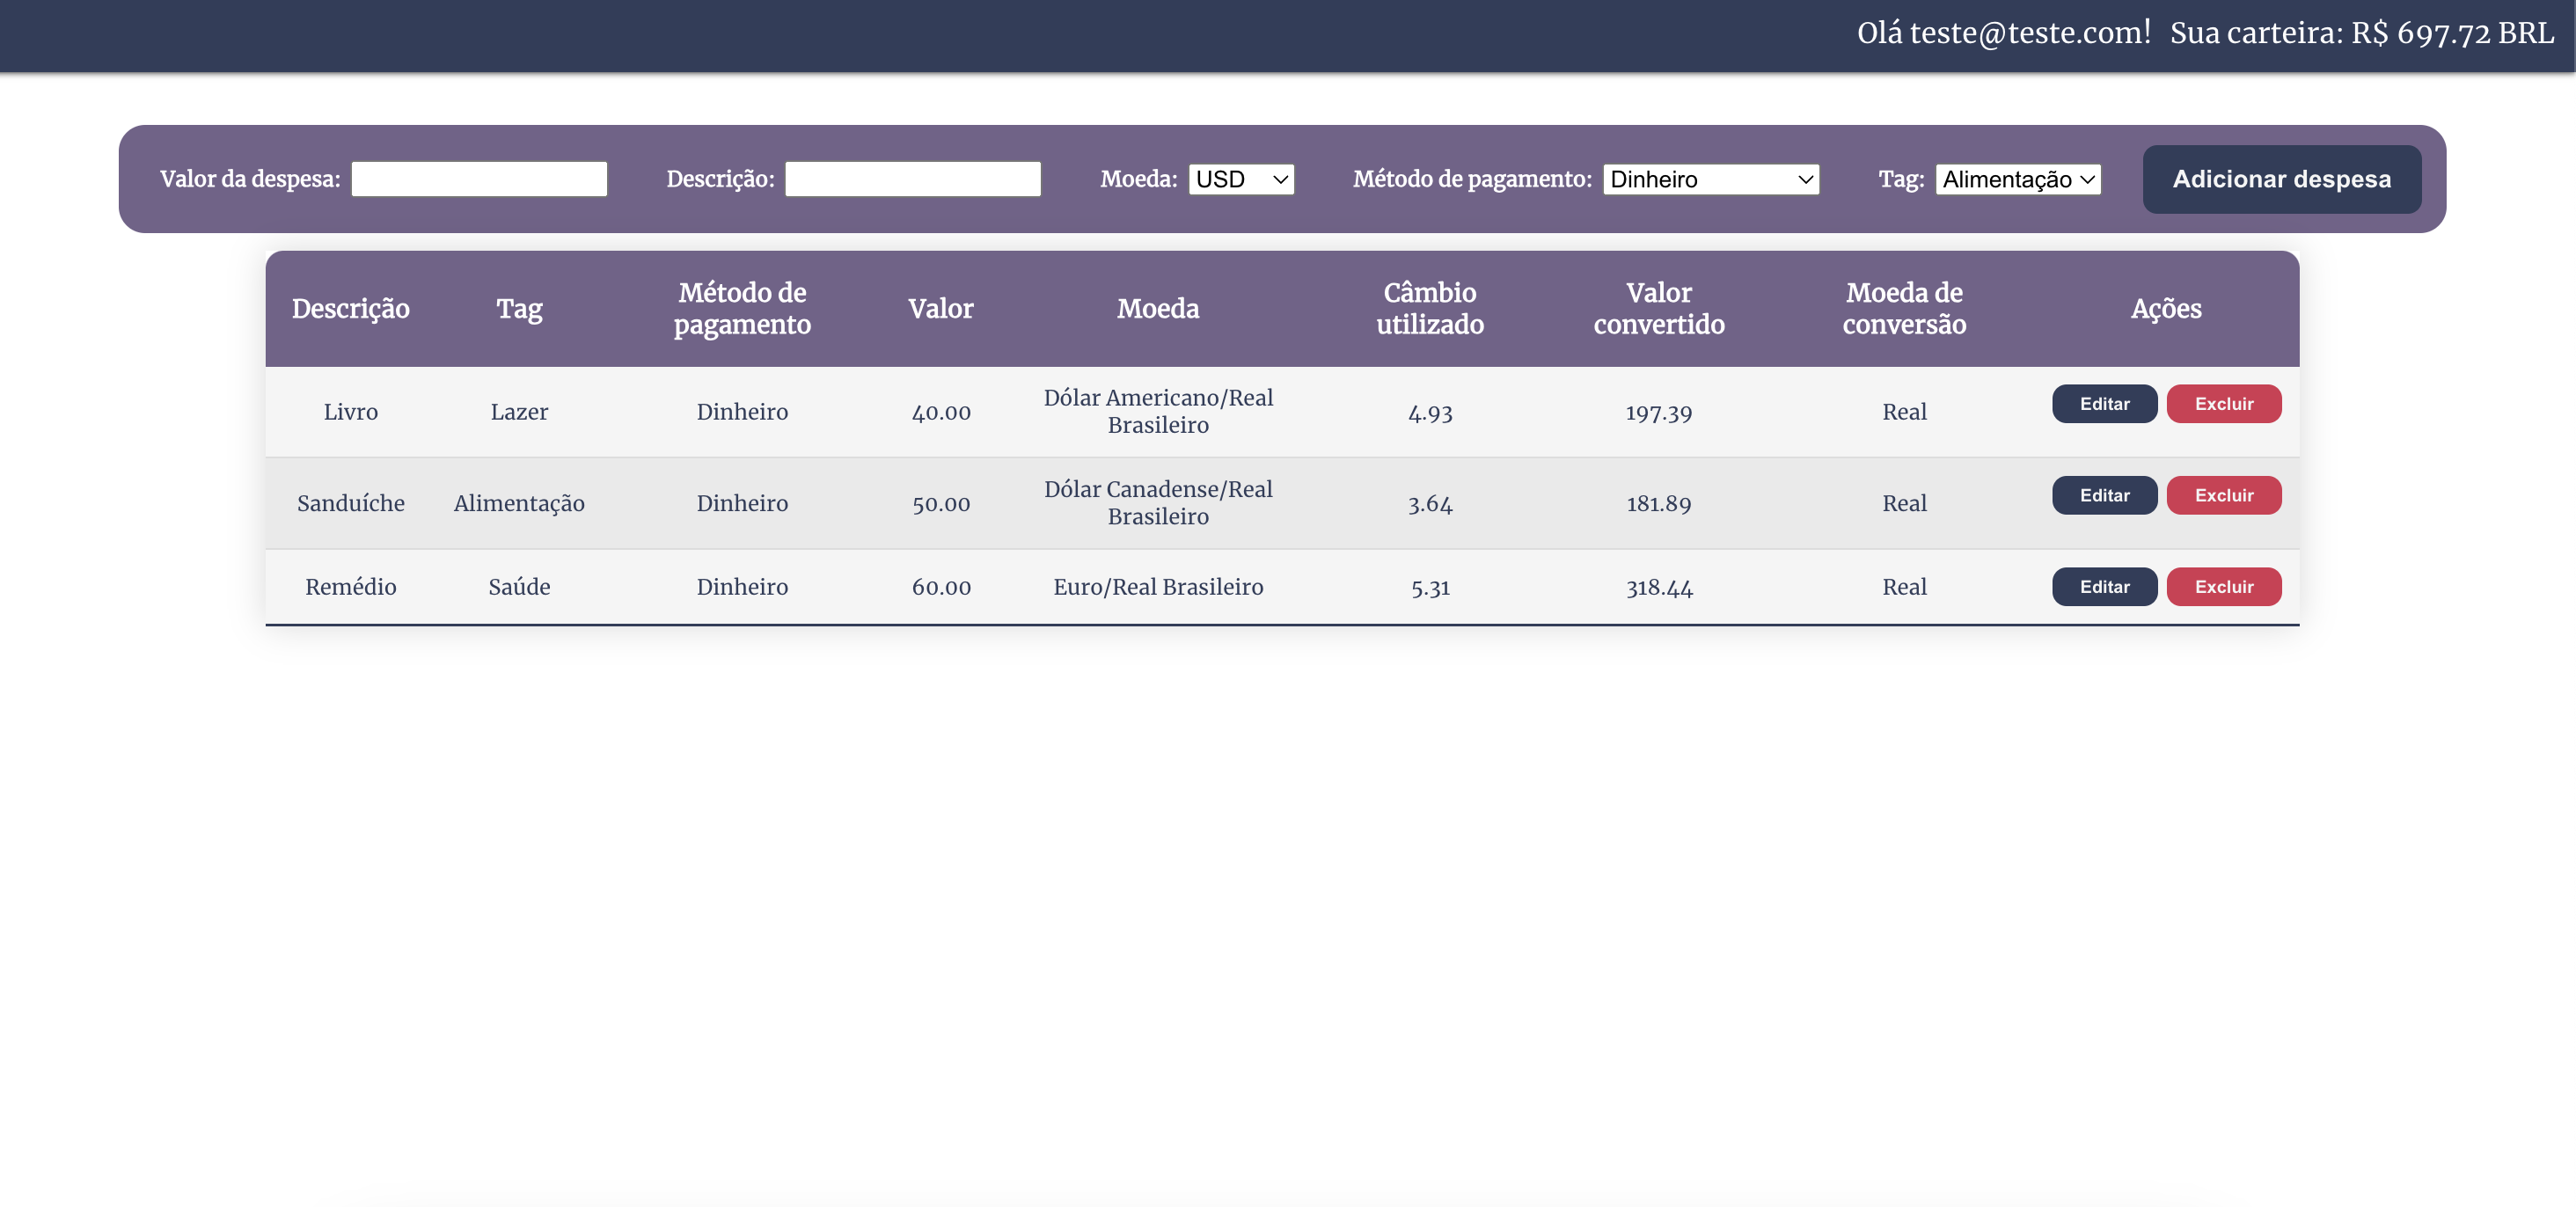 Olá teste@teste.com! Sua carteira: R$ 697.72 BRL
Valor da despesa: Descrição: Moeda: USD Método de pagamento: Dinheiro Tag: Alimentação Adicionar despesa
Descrição Tag Método de pagamento Valor Moeda Câmbio utilizado Valor convertido Moeda de conversão Ações
Livro Lazer Dinheiro 40.00 Dólar Americano/Real Brasileiro 4.93 197.39 Real Editar Excluir
Sanduíche Alimentação Dinheiro 50.00 Dólar Canadense/Real Brasileiro 3.64 181.89 Real Editar Excluir
Remédio Saúde Dinheiro 60.00 Euro/Real Brasileiro 5.31 318.44 Real Editar Excluir